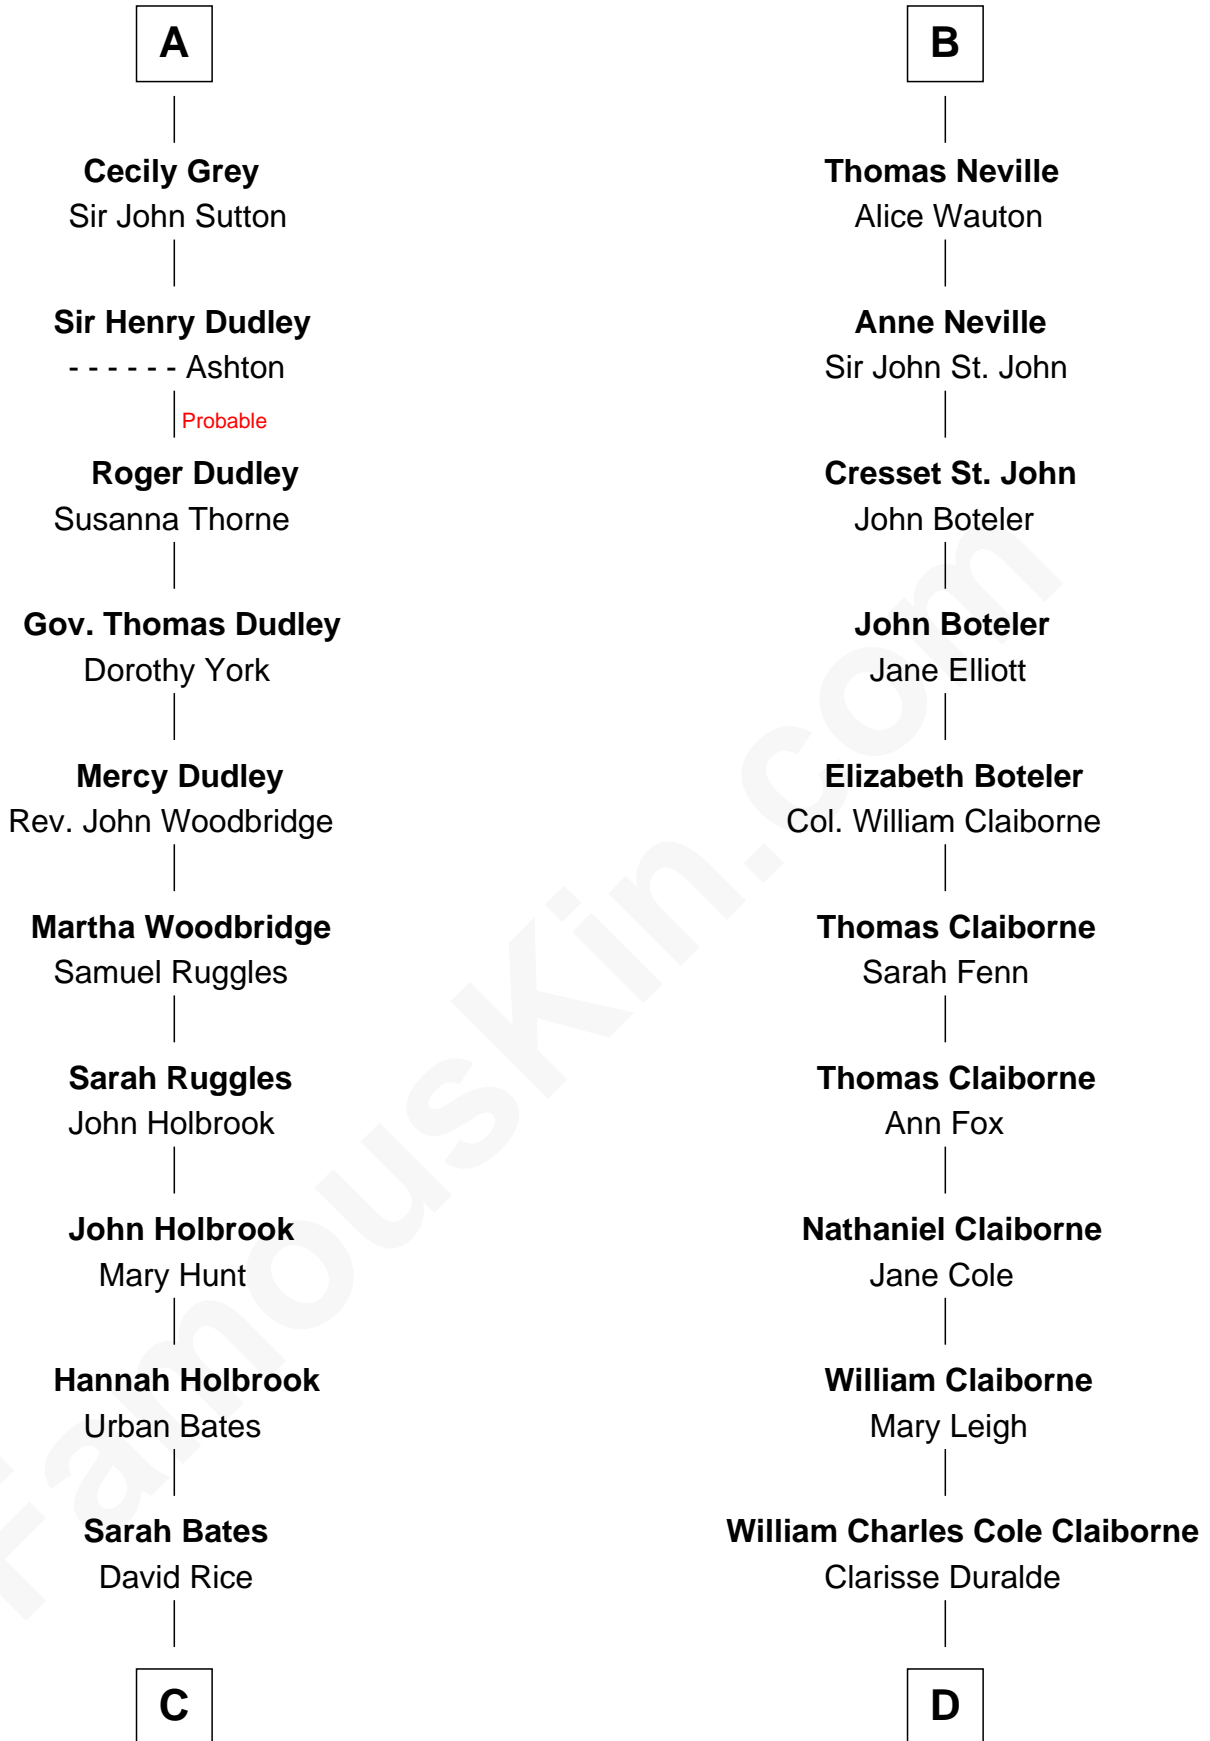 A
Cecily Grey
Sir John Sutton
Sir Henry Dudley
- - - - - - Ashton
Probable
Roger Dudley
Susanna Thorne
Gov. Thomas Dudley
Dorothy York
Mercy Dudley
Rev. John Woodbridge
Martha Woodbridge
Samuel Ruggles
Sarah Ruggles
John Holbrook
John Holbrook
Mary Hunt
Hannah Holbrook
Urban Bates
Sarah Bates
David Rice
C
B
Thomas Neville
Alice Wauton
Anne Neville
Sir John St. John
Cresset St. John
John Boteler
John Boteler
Jane Elliott
Elizabeth Boteler
Col. William Claiborne
Thomas Claiborne
Sarah Fenn
Thomas Claiborne
Ann Fox
Nathaniel Claiborne
Jane Cole
William Claiborne
Mary Leigh
William Charles Cole Claiborne
Clarisse Duralde
D
FamousKin.com